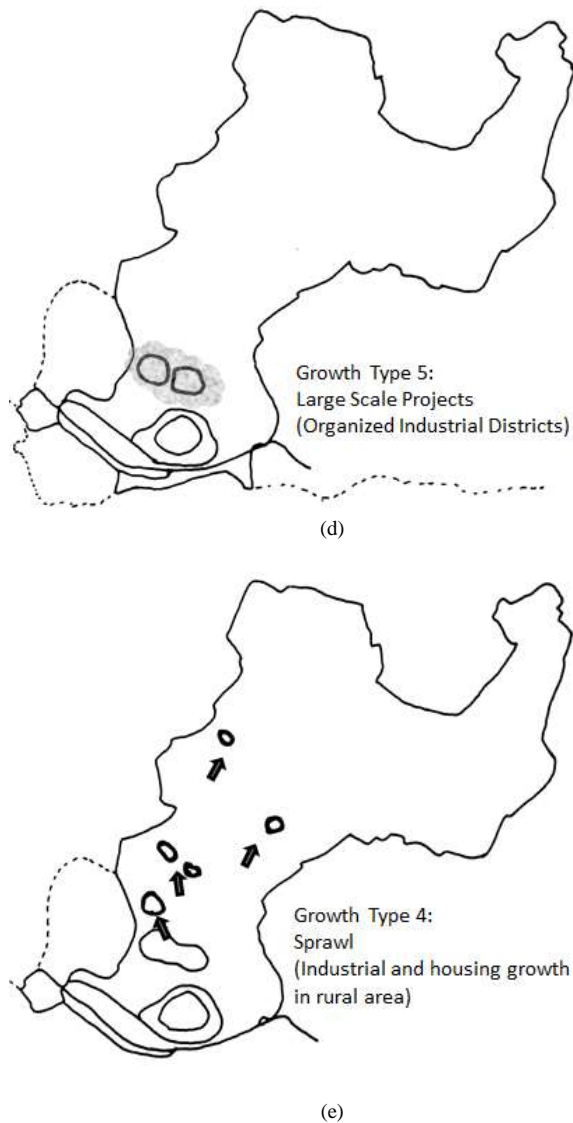 Growth Type 5:
Large Scale Projects
(Organized Industrial Districts)
(d)
Growth Type 4:
Sprawl
(Industrial and housing growth
in rural area)
(e)